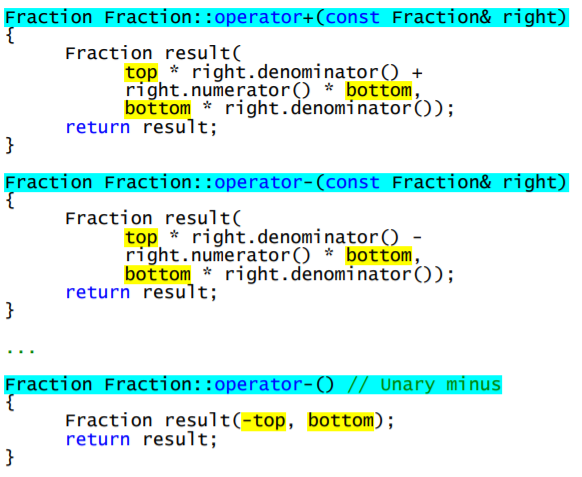 Fraction Fraction::operator+(const Fraction& right)
{
Fraction result(
top * right.denominator() +
right.numerator() * bottom,
bottom * right.denominator());
return result;
}
Fraction Fraction::operator-(const Fraction& right)
{
Fraction result(
top * right.denominator() -
right.numerator() * bottom,
bottom * right.denominator());
return result;
}
...
Fraction Fraction::operator-() // Unary minus
{
Fraction result(-top, bottom);
return result;
}